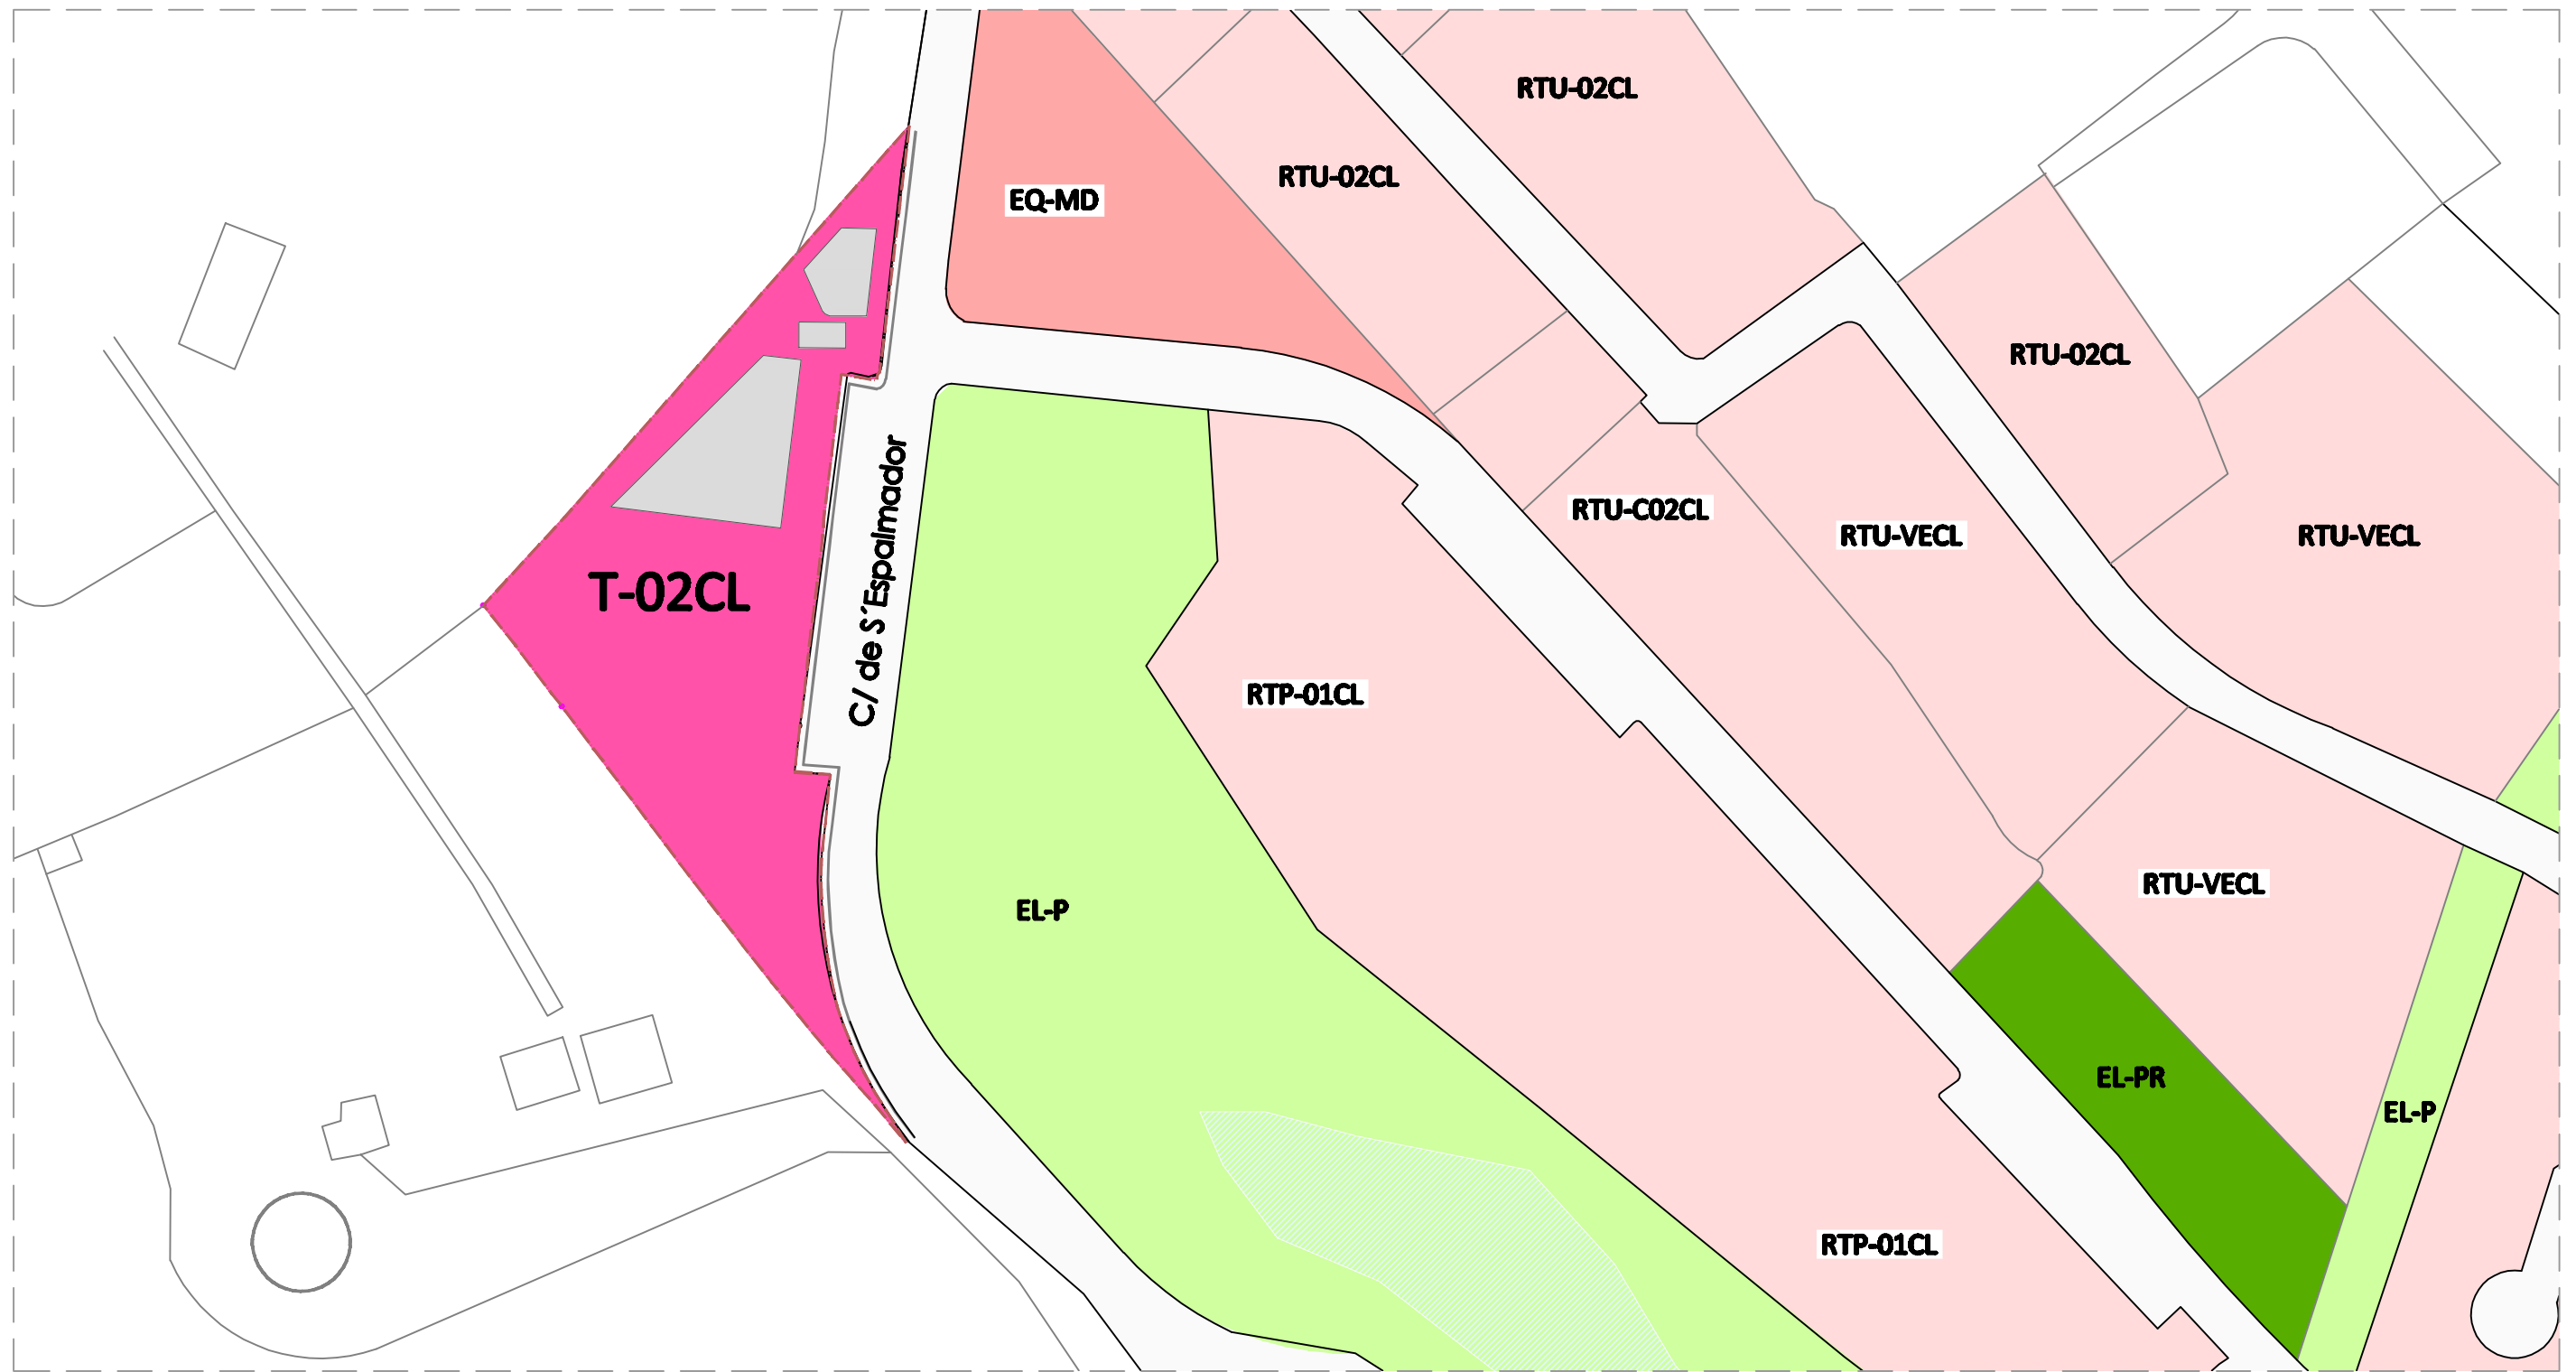 RTU-02CL
RTU-02CL
EQ-MD
RTU-02CL
RTU-C02CL
RTU-VECL
RTU-VECL
T-02CL
C/ de S´Espalmador
RTP-01CL
RTU-VECL
EL-P
EL-PR
EL-P
RTP-01CL